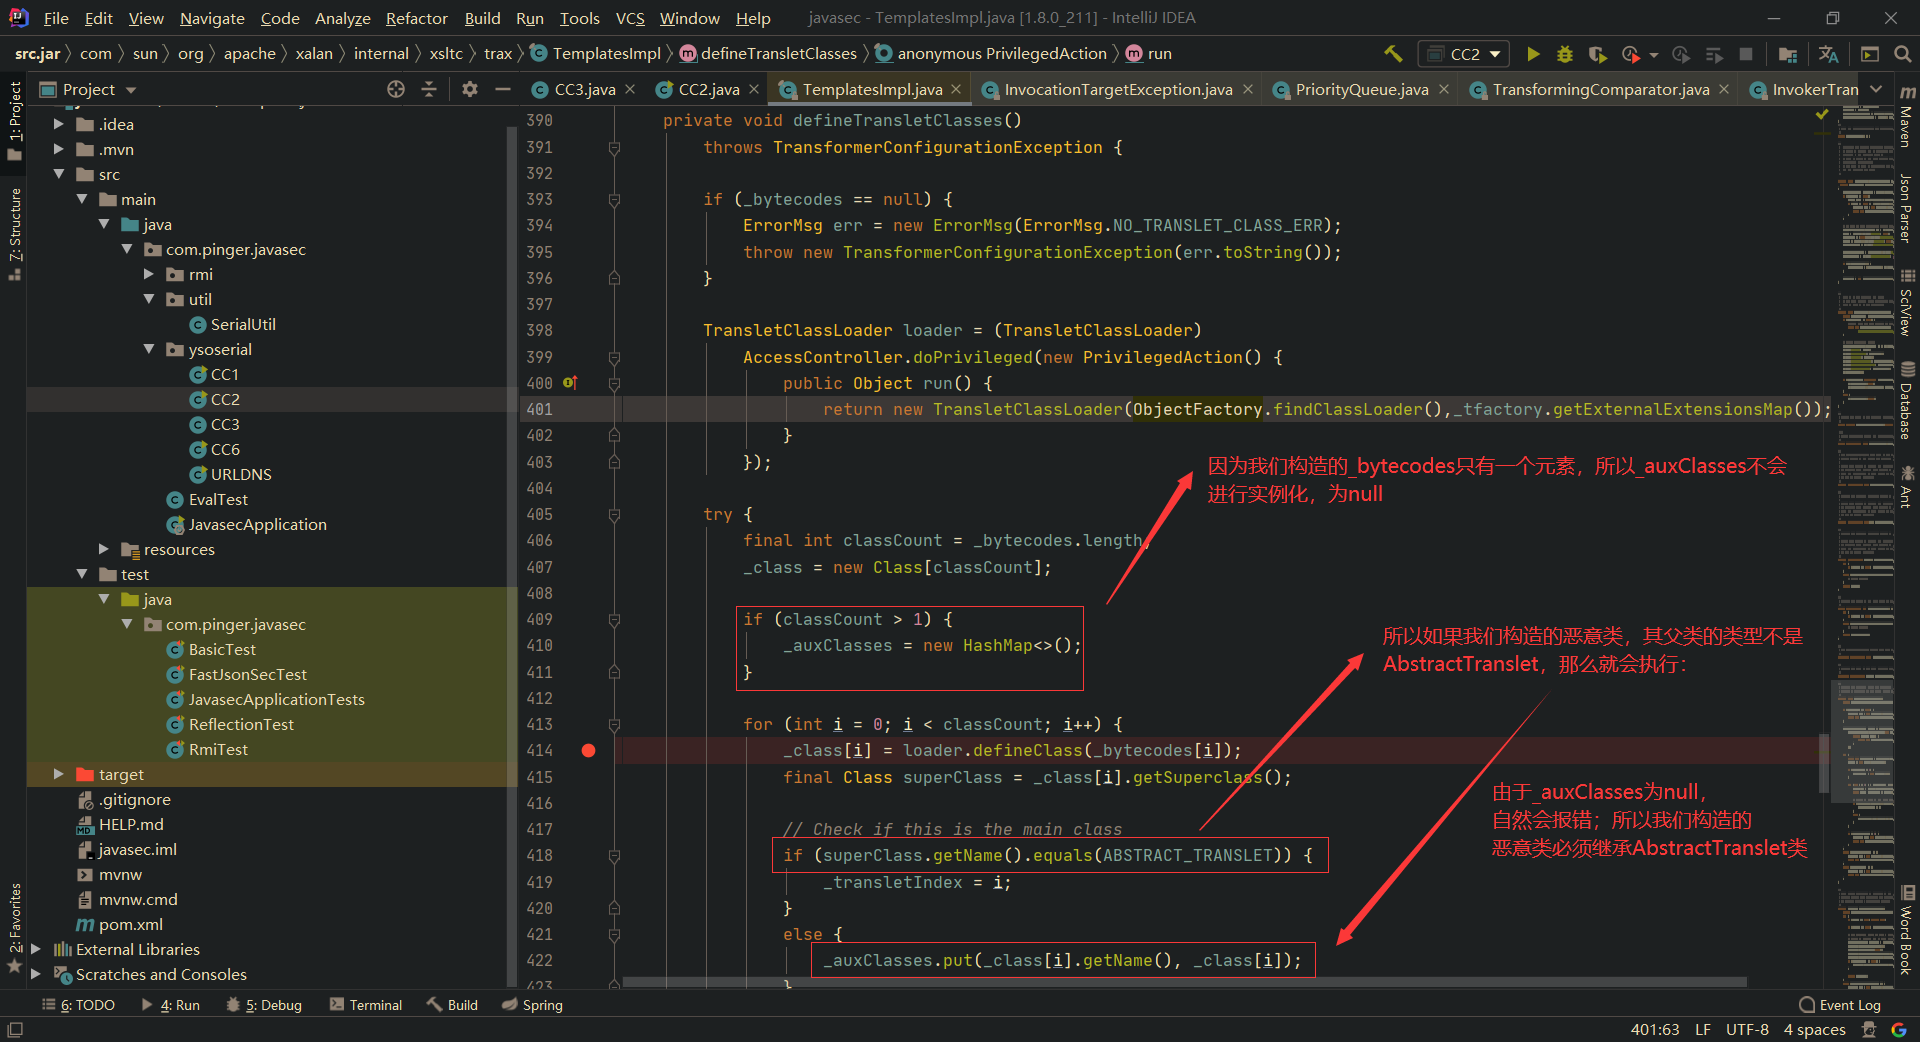 File Edit View Navigate Code Analyze Refactor Build Run Tools VCS Window Help javasec - TemplatesImpl.java [1.8.0_211] - IntelliJ IDEA
src.jar com sun org apache xalan internal xsltc trax TemplatesImpl defineTransletClasses anonymous PrivilegedAction run CC2
Project
CC3.java CC2.java TemplatesImpl.java InvocationTargetException.java PriorityQueue.java TransformingComparator.java InvokerTran
1: Project
7: Structure
2: Favorites
.idea
.mvn
src
main
java
com.pinger.javasec
rmi
util
SerialUtil
ysoserial
CC1
CC2
CC3
CC6
URLDNS
EvalTest
JavasecApplication
resources
test
java
com.pinger.javasec
BasicTest
FastJsonSecTest
JavasecApplicationTests
ReflectionTest
RmiTest
target
.gitignore
HELP.md
javasec.iml
mvnw
mvnw.cmd
pom.xml
External Libraries
Scratches and Consoles
390 private void defineTransletClasses()
391 throws TransformerConfigurationException {
392
393 if (_bytecodes == null) {
394 ErrorMsg err = new ErrorMsg(ErrorMsg.NO_TRANSLET_CLASS_ERR);
395 throw new TransformerConfigurationException(err.toString());
396 }
397
398 TransletClassLoader loader = (TransletClassLoader)
399 AccessController.doPrivileged(new PrivilegedAction() {
400 public Object run() {
401 return new TransletClassLoader(ObjectFactory.findClassLoader(),_tfactory.getExternalExtensionsMap());
402 }
403 });
404
405 try {
406 final int classCount = _bytecodes.length;
407 _class = new Class[classCount];
408
409 if (classCount > 1) {
410 _auxClasses = new HashMap<>();
411 }
412
413 for (int i = 0; i < classCount; i++) {
414 _class[i] = loader.defineClass(_bytecodes[i]);
415 final Class superClass = _class[i].getSuperclass();
416
417 // Check if this is the main class
418 if (superClass.getName().equals(ABSTRACT_TRANSLET)) {
419 _transletIndex = i;
420 }
421 else {
422 _auxClasses.put(_class[i].getName(), _class[i]);
423 }
因为我们构造的_bytecodes只有一个元素，所以_auxClasses不会
进行实例化，为null
所以如果我们构造的恶意类，其父类的类型不是
AbstractTranslet，那么就会执行：
由于_auxClasses为null，
自然会报错；所以我们构造的
恶意类必须继承AbstractTranslet类
Maven
Json Parser
SciView
Database
Ant
Word Book
6: TODO 4: Run 5: Debug Terminal Build Spring Event Log
401:63 LF UTF-8 4 spaces